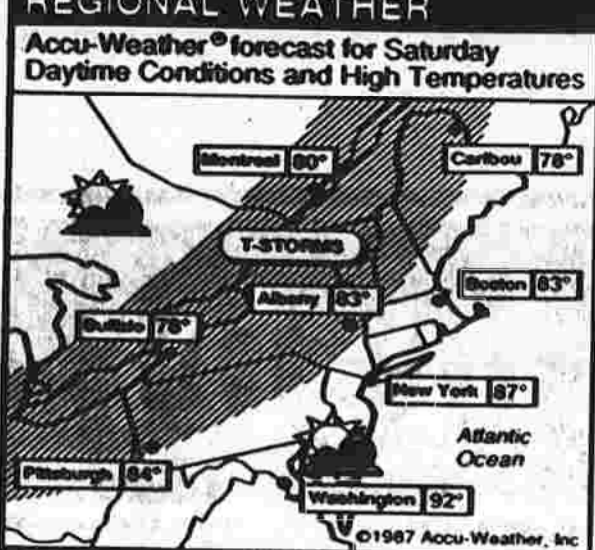 REGIONAL WEATHER
Accu-Weather® forecast for Saturday
Daytime Conditions and High Temperatures
Montreal 80°
Caribou 78°
T-STORMS
Boston 83°
Albany 83°
Buffalo 78°
New York 87°
Atlantic
Ocean
Pittsburgh 84°
Washington 92°
©1987 Accu-Weather, Inc